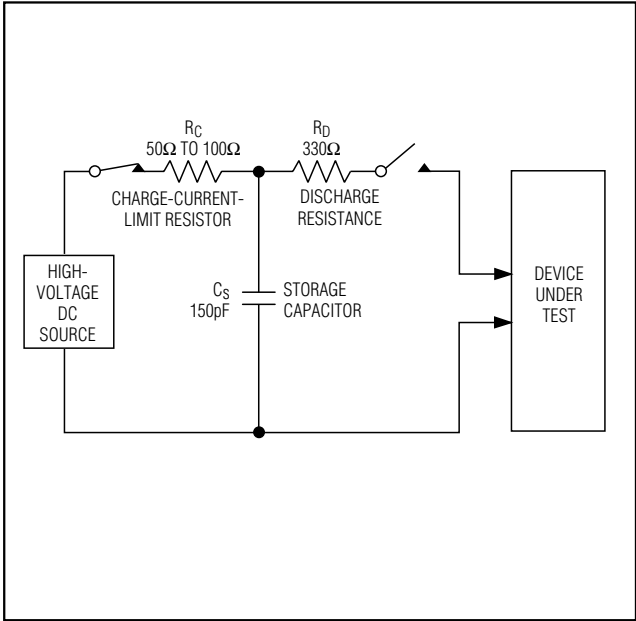 R_C
50Ω TO 100Ω
CHARGE-CURRENT-
LIMIT RESISTOR
R_D
330Ω
DISCHARGE
RESISTANCE
HIGH-
VOLTAGE
DC
SOURCE
C_S
150pF
STORAGE
CAPACITOR
DEVICE
UNDER
TEST